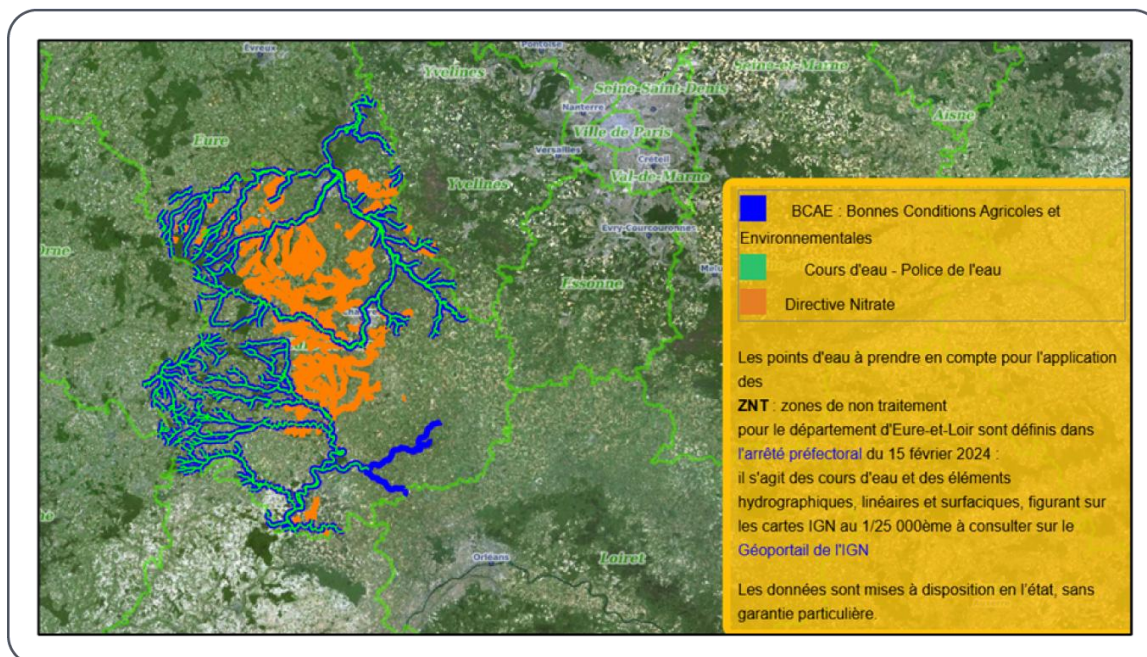 Évreux
Pontoise
Yvelines
Seine-Saint-Denis
Seine-et-Marne
Nanterre
Aisne
Eure
Ville de Paris
Versailles
Créteil
Val-de-Marne
Yvelines
BCAE : Bonnes Conditions Agricoles et
Environnementales
Evry-Courcouronnes
Orne
Cours d'eau - Police de l'eau
Essonne
Directive Nitrate
Les points d'eau à prendre en compte pour l'application
des
ZNT : zones de non traitement
pour le département d'Eure-et-Loir sont définis dans
l'arrêté préfectoral du 15 février 2024 :
il s'agit des cours d'eau et des éléments
hydrographiques, linéaires et surfaciques, figurant sur
les cartes IGN au 1/25 000ème à consulter sur le
Géoportail de l'IGN
Orléans
Loiret
Les données sont mises à disposition en l'état, sans
garantie particulière.